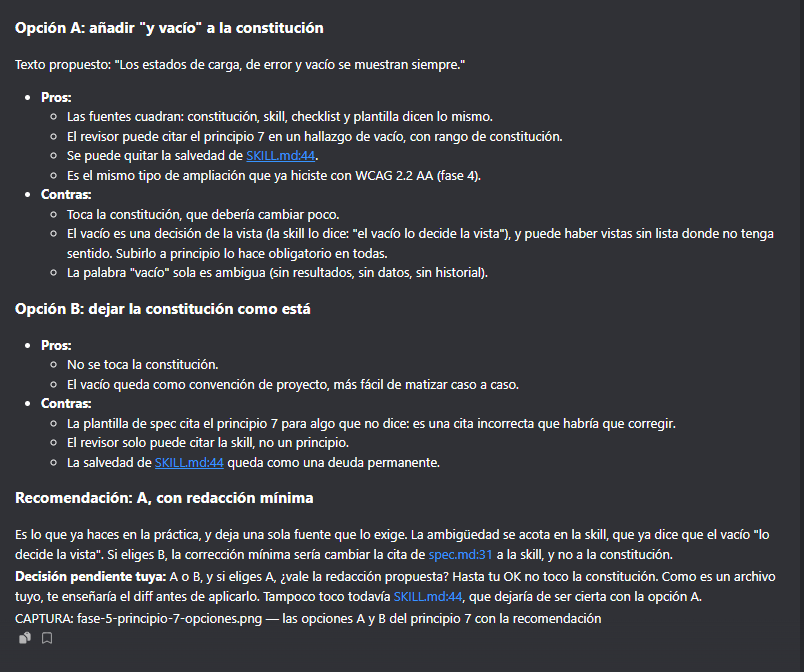 Opción A: añadir "y vacío" a la constitución
Texto propuesto: "Los estados de carga, de error y vacío se muestran siempre."
• Pros:
○ Las fuentes cuadran: constitución, skill, checklist y plantilla dicen lo mismo.
○ El revisor puede citar el principio 7 en un hallazgo de vacío, con rango de constitución.
○ Se puede quitar la salvedad de SKILL.md:44.
○ Es el mismo tipo de ampliación que ya hiciste con WCAG 2.2 AA (fase 4).
• Contras:
○ Toca la constitución, que debería cambiar poco.
○ El vacío es una decisión de la vista (la skill lo dice: "el vacío lo decide la vista"), y puede haber vistas sin lista donde no tenga
sentido. Subirlo a principio lo hace obligatorio en todas.
○ La palabra "vacío" sola es ambigua (sin resultados, sin datos, sin historial).
Opción B: dejar la constitución como está
• Pros:
○ No se toca la constitución.
○ El vacío queda como convención de proyecto, más fácil de matizar caso a caso.
• Contras:
○ La plantilla de spec cita el principio 7 para algo que no dice: es una cita incorrecta que habría que corregir.
○ El revisor solo puede citar la skill, no un principio.
○ La salvedad de SKILL.md:44 queda como una deuda permanente.
Recomendación: A, con redacción mínima
Es lo que ya haces en la práctica, y deja una sola fuente que lo exige. La ambigüedad se acota en la skill, que ya dice que el vacío "lo
decide la vista". Si eliges B, la corrección mínima sería cambiar la cita de spec.md:31 a la skill, y no a la constitución.
Decisión pendiente tuya: A o B, y si eliges A, ¿vale la redacción propuesta? Hasta tu OK no toco la constitución. Como es un archivo
tuyo, te enseñaría el diff antes de aplicarlo. Tampoco toco todavía SKILL.md:44, que dejaría de ser cierta con la opción A.
CAPTURA: fase-5-principio-7-opciones.png — las opciones A y B del principio 7 con la recomendación